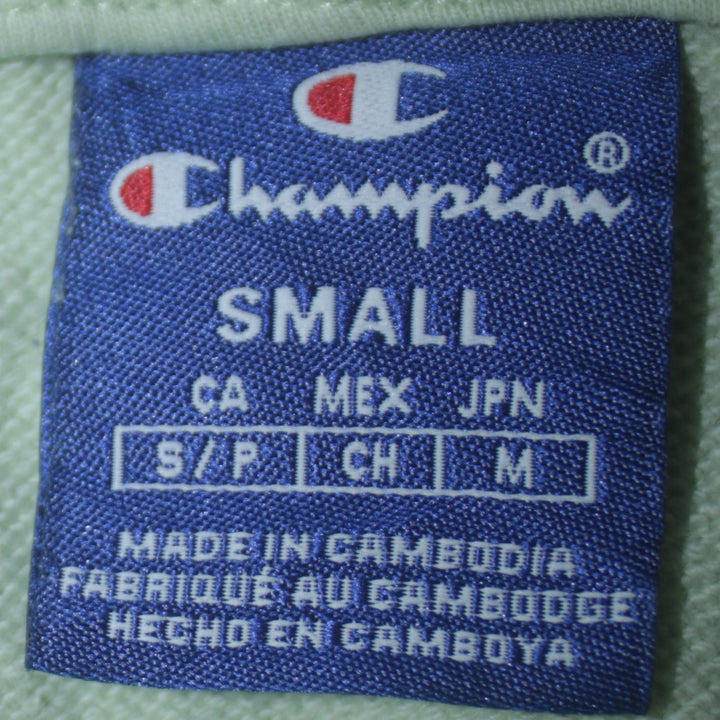 Champion®
SMALL
CA MEX JPN
S/P CH M
MADE IN CAMBODIA
FABRIQUÉ AU CAMBODGE
HECHO EN CAMBOYA